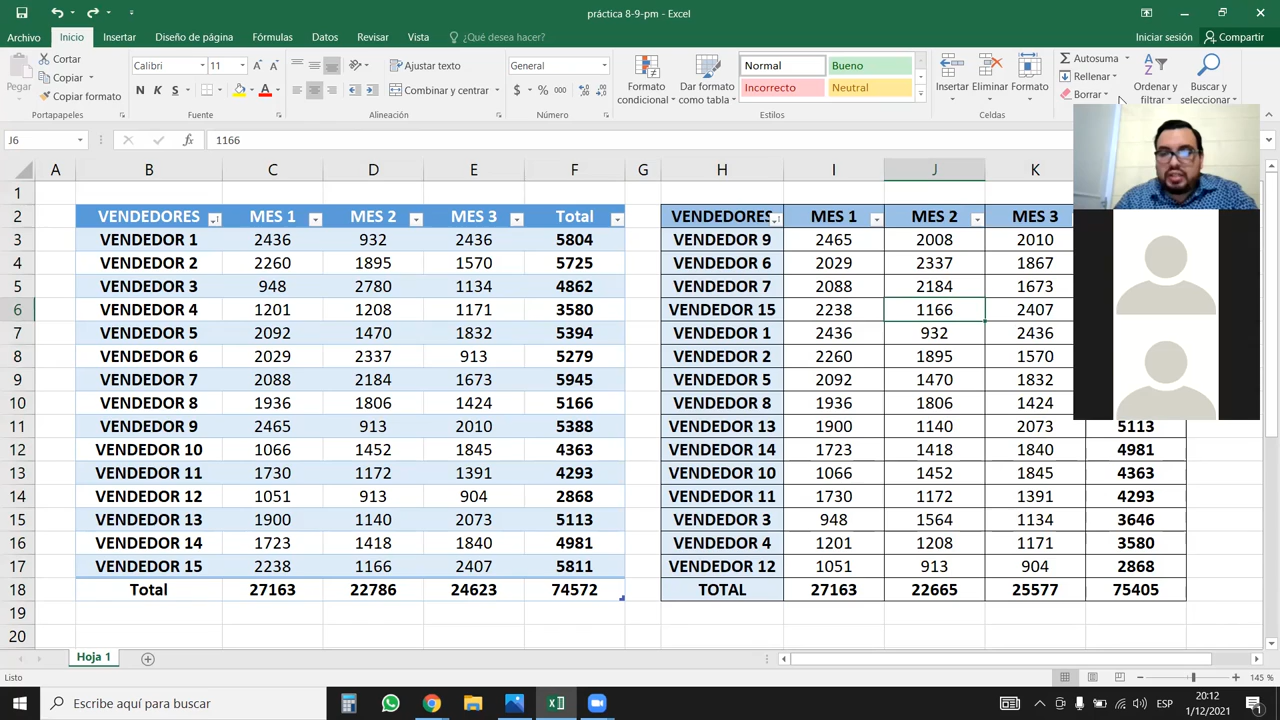 práctica 8-9-pm - Excel
Archivo Inicio Insertar Diseño de página Fórmulas Datos Revisar Vista ¿Qué desea hacer? Iniciar sesión Compartir
Pegar
Cortar
Copiar
Copiar formato
Portapapeles
Calibri 11
N K S
Fuente
Ajustar texto
Combinar y centrar
Alineación
General
$ % 000
Número
Formato condicional
Dar formato como tabla
Normal Bueno
Incorrecto Neutral
Estilos
Insertar Eliminar Formato
Celdas
Autosuma
Rellenar
Borrar
Ordenar y filtrar
Buscar y seleccionar
J6 fx 1166
A B C D E F G H I J K
1
2 VENDEDORES MES 1 MES 2 MES 3 Total VENDEDORES MES 1 MES 2 MES 3
3 VENDEDOR 1 2436 932 2436 5804 VENDEDOR 9 2465 2008 2010
4 VENDEDOR 2 2260 1895 1570 5725 VENDEDOR 6 2029 2337 1867
5 VENDEDOR 3 948 2780 1134 4862 VENDEDOR 7 2088 2184 1673
6 VENDEDOR 4 1201 1208 1171 3580 VENDEDOR 15 2238 1166 2407
7 VENDEDOR 5 2092 1470 1832 5394 VENDEDOR 1 2436 932 2436
8 VENDEDOR 6 2029 2337 913 5279 VENDEDOR 2 2260 1895 1570
9 VENDEDOR 7 2088 2184 1673 5945 VENDEDOR 5 2092 1470 1832
10 VENDEDOR 8 1936 1806 1424 5166 VENDEDOR 8 1936 1806 1424
11 VENDEDOR 9 2465 913 2010 5388 VENDEDOR 13 1900 1140 2073 5113
12 VENDEDOR 10 1066 1452 1845 4363 VENDEDOR 14 1723 1418 1840 4981
13 VENDEDOR 11 1730 1172 1391 4293 VENDEDOR 10 1066 1452 1845 4363
14 VENDEDOR 12 1051 913 904 2868 VENDEDOR 11 1730 1172 1391 4293
15 VENDEDOR 13 1900 1140 2073 5113 VENDEDOR 3 948 1564 1134 3646
16 VENDEDOR 14 1723 1418 1840 4981 VENDEDOR 4 1201 1208 1171 3580
17 VENDEDOR 15 2238 1166 2407 5811 VENDEDOR 12 1051 913 904 2868
18 Total 27163 22786 24623 74572 TOTAL 27163 22665 25577 75405
19
20
Hoja 1
Listo 145 %
Escribe aquí para buscar
ESP
20:12
1/12/2021